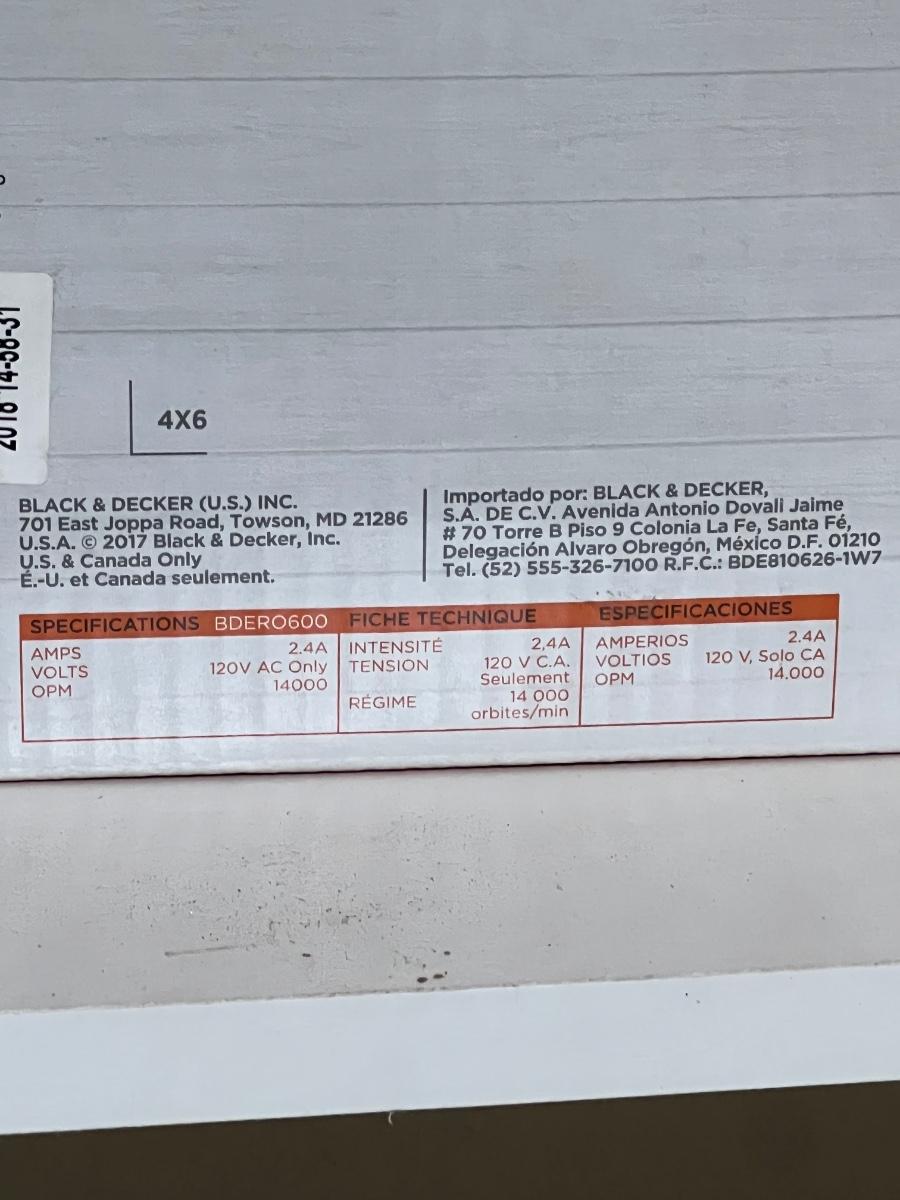 2018 14-58-31
4X6
BLACK & DECKER (U.S.) INC.
701 East Joppa Road, Towson, MD 21286
U.S.A. © 2017 Black & Decker, Inc.
U.S. & Canada Only
É.-U. et Canada seulement.
Importado por: BLACK & DECKER,
S.A. DE C.V. Avenida Antonio Dovali Jaime
# 70 Torre B Piso 9 Colonia La Fe, Santa Fé,
Delegación Alvaro Obregón, México D.F. 01210
Tel. (52) 555-326-7100 R.F.C.: BDE810626-1W7
SPECIFICATIONS BDERO600
AMPS 2.4A
VOLTS 120V AC Only
OPM 14000
FICHE TECHNIQUE
INTENSITÉ 2,4A
TENSION 120 V C.A.
Seulement
RÉGIME 14 000
orbites/min
ESPECIFICACIONES
AMPERIOS 2.4A
VOLTIOS 120 V, Solo CA
OPM 14.000